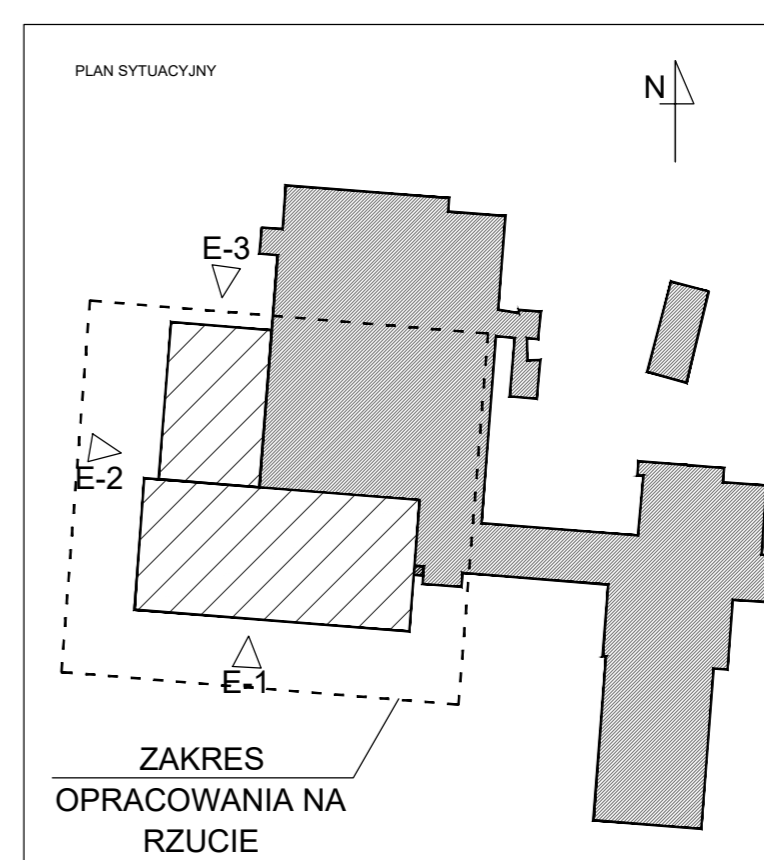 PLAN SYTUACYJNY
N
E-3
E-2
E-1
ZAKRES
OPRACOWANIA NA
RZUCIE